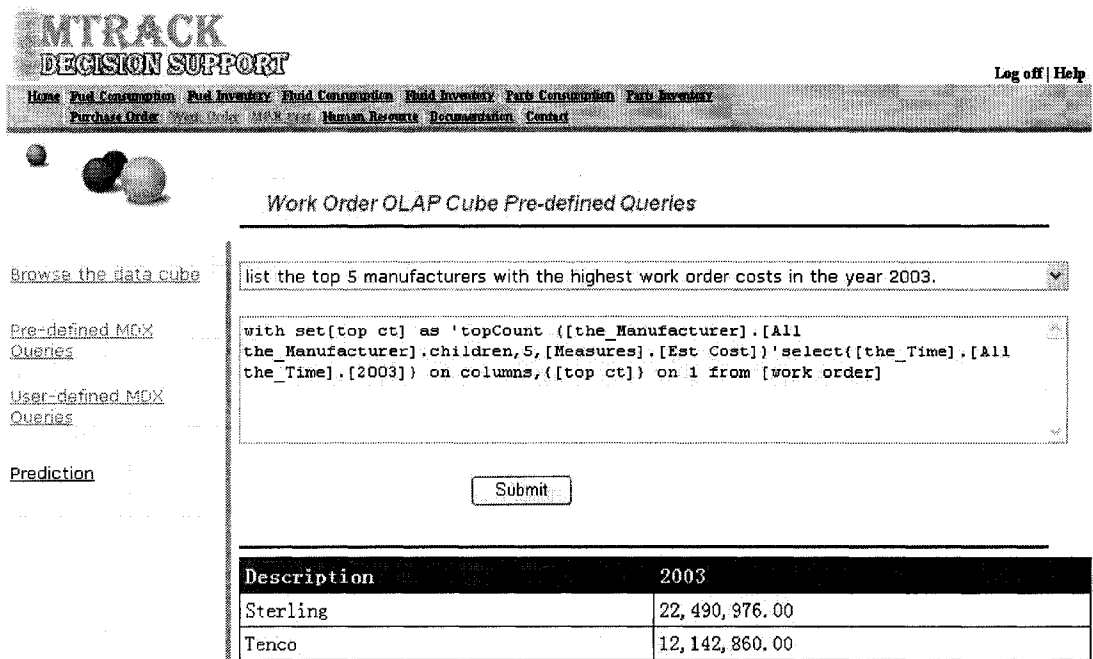 MTRACK
DECISION SUPPORT
Log off | Help
Home Fuel Consumption Fuel Inventory Fluid Consumption Fluid Inventory Parts Consumption Parts Inventory
Purchase Order Work Order Human Resource Documentation Contact
Work Order OLAP Cube Pre-defined Queries
Browse the data cube
list the top 5 manufacturers with the highest work order costs in the year 2003.
Pre-defined MDX
Queries
with set[top ct] as 'topCount ([the_Manufacturer].[All
the_Manufacturer].children,5,[Measures].[Est Cost])'select{[the_Time].[All
the_Time].[2003]} on columns,{[top ct]} on 1 from [work order]
User-defined MDX
Queries
Prediction
Submit
Description 2003
Sterling 22,490,976.00
Tenco 12,142,860.00